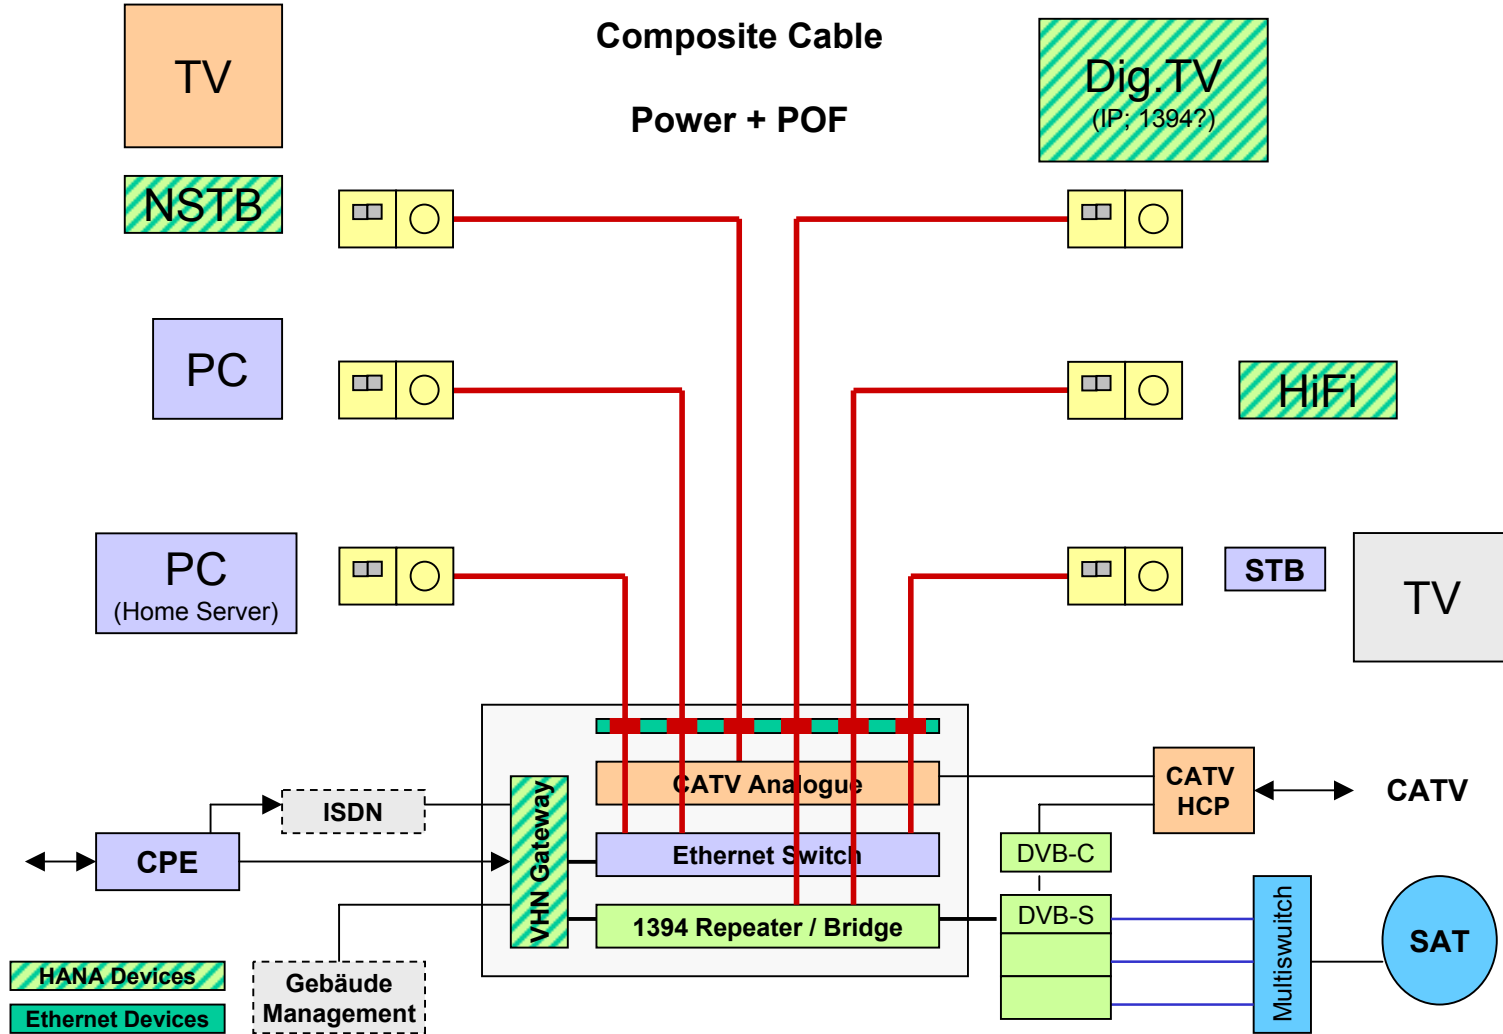 Composite Cable
Power + POF
TV
Dig.TV
(IP; 1394?)
NSTB
PC
HiFi
PC
(Home Server)
STB
TV
CATV Analogue
CATV
HCP
CATV
ISDN
VHN Gateway
CPE
Ethernet Switch
DVB-C
1394 Repeater / Bridge
DVB-S
Multiswuitch
SAT
HANA Devices
Ethernet Devices
Gebäude
Management